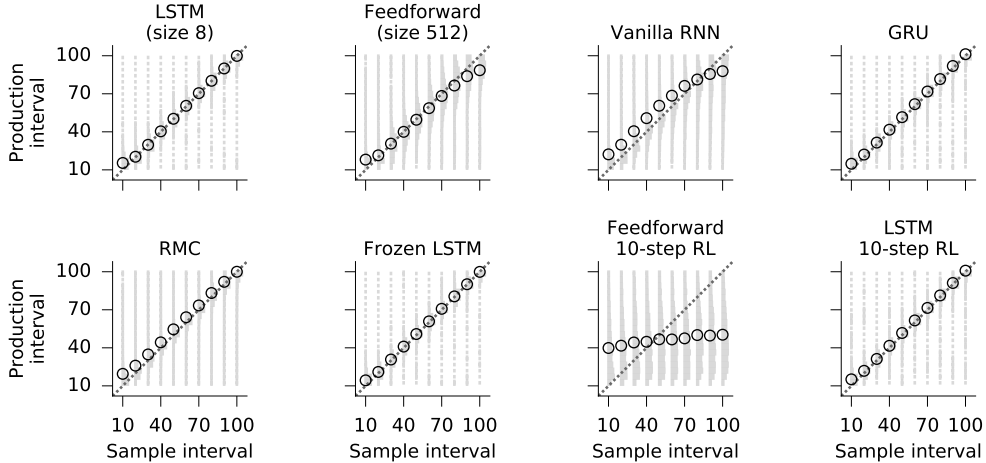 LSTM
(size 8)
Feedforward
(size 512)
Vanilla RNN
GRU
Production
interval
100
70
40
10
RMC
Frozen LSTM
Feedforward
10-step RL
LSTM
10-step RL
Production
interval
100
70
40
10
10 40 70 100
10 40 70 100
10 40 70 100
10 40 70 100
Sample interval
Sample interval
Sample interval
Sample interval